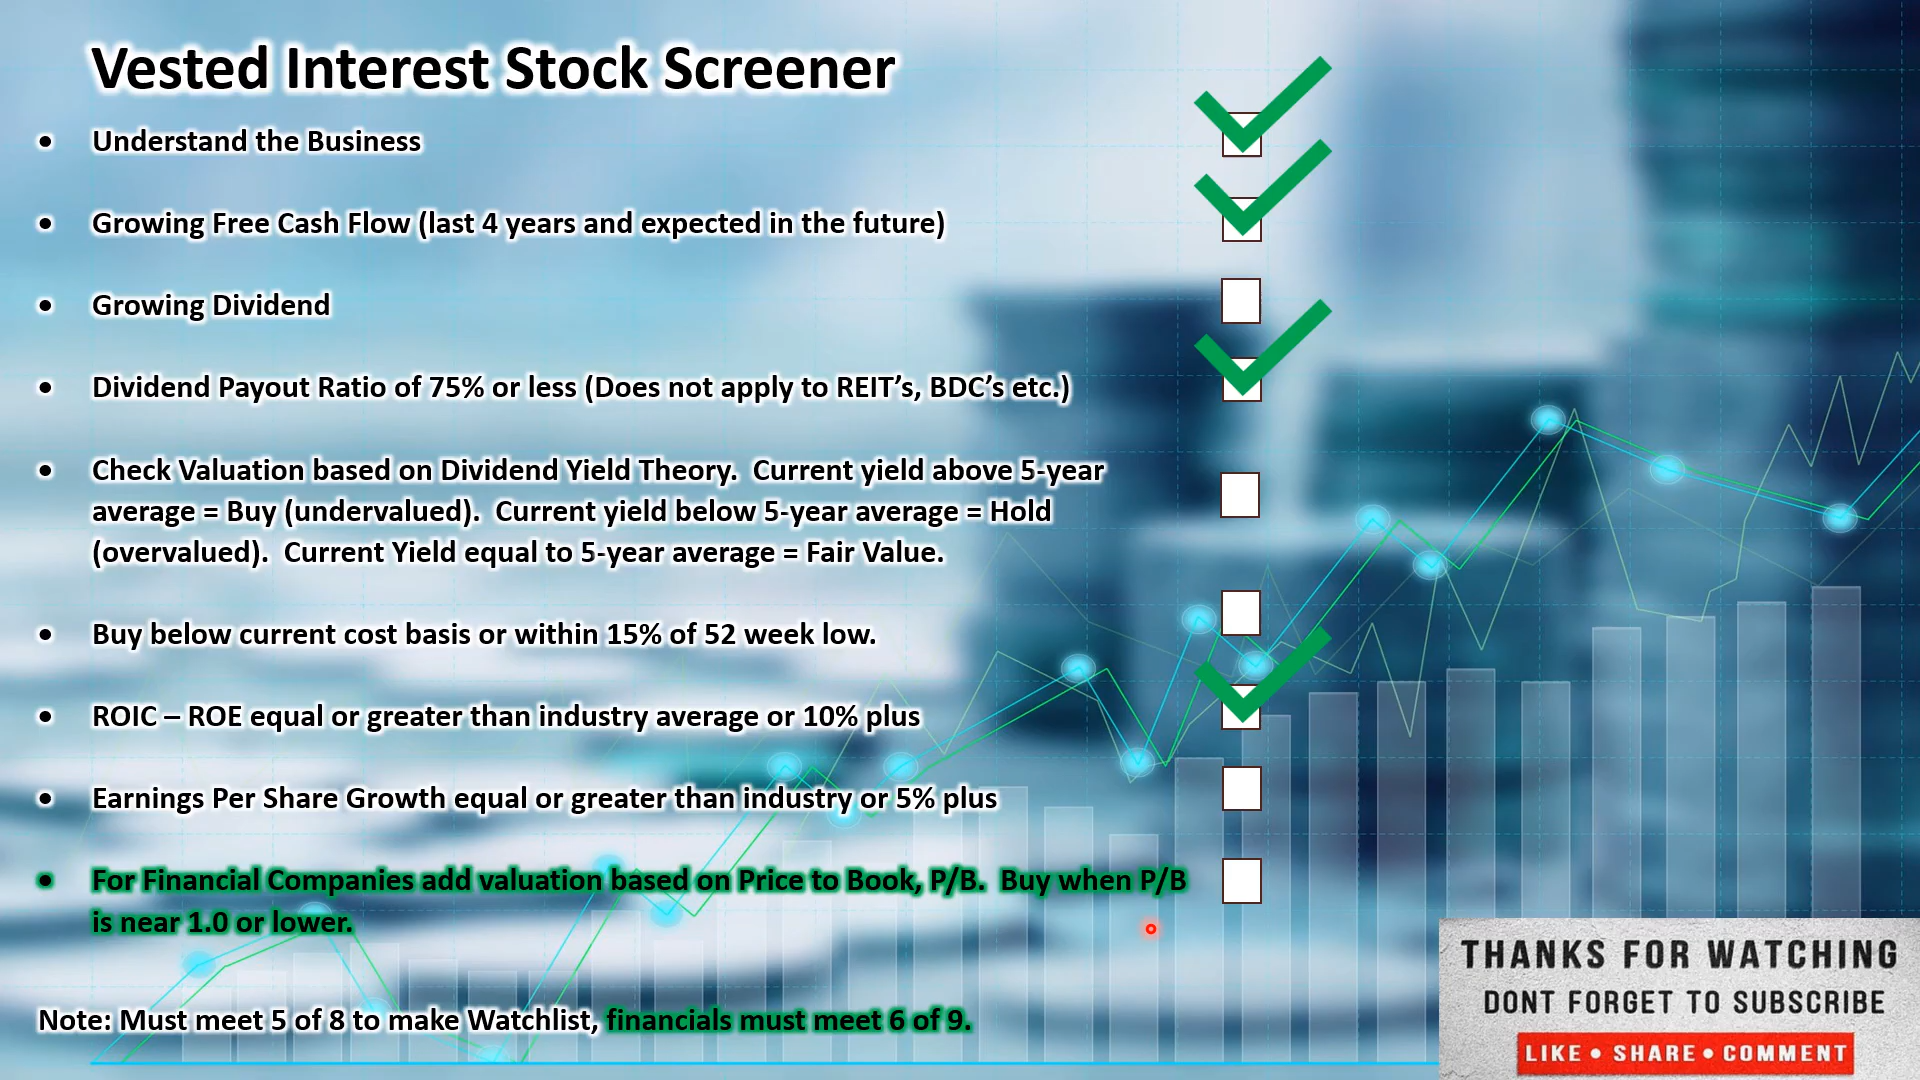 Vested Interest Stock Screener
• Understand the Business
• Growing Free Cash Flow (last 4 years and expected in the future)
• Growing Dividend
• Dividend Payout Ratio of 75% or less (Does not apply to REIT’s, BDC’s etc.)
• Check Valuation based on Dividend Yield Theory.  Current yield above 5-year
average = Buy (undervalued).  Current yield below 5-year average = Hold
(overvalued).  Current Yield equal to 5-year average = Fair Value.
• Buy below current cost basis or within 15% of 52 week low.
• ROIC – ROE equal or greater than industry average or 10% plus
• Earnings Per Share Growth equal or greater than industry or 5% plus
• For Financial Companies add valuation based on Price to Book, P/B.  Buy when P/B
is near 1.0 or lower.
Note: Must meet 5 of 8 to make Watchlist, financials must meet 6 of 9.
THANKS FOR WATCHING
DONT FORGET TO SUBSCRIBE
LIKE • SHARE • COMMENT